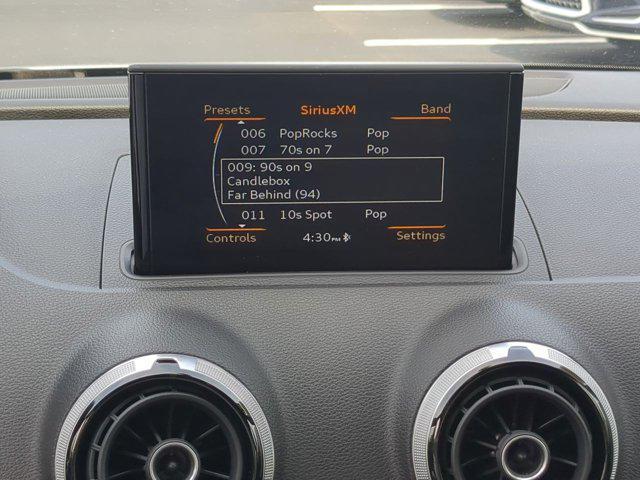 Presets SiriusXM Band
006 PopRocks Pop
007 70s on 7 Pop
009: 90s on 9
Candlebox
Far Behind (94)
011 10s Spot Pop
Controls 4:30PM Settings